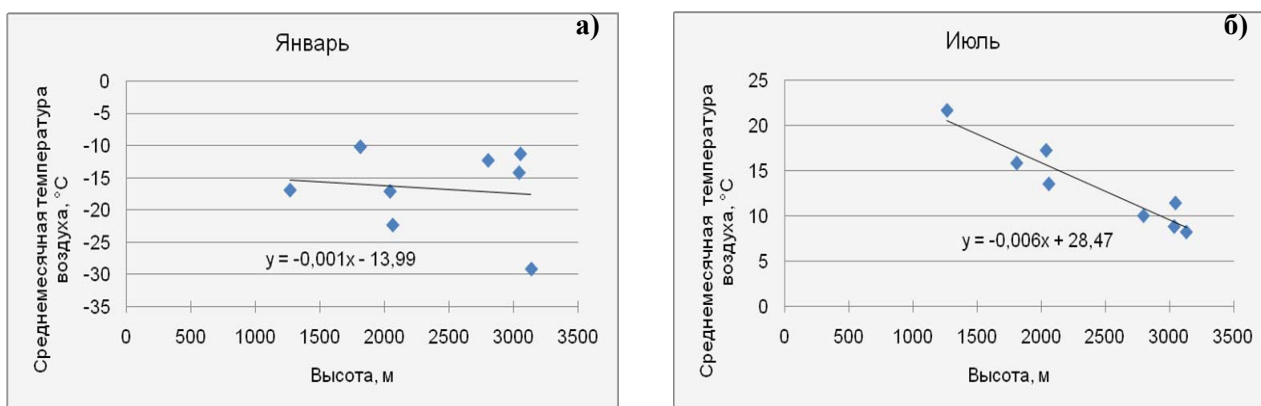 а)
Январь
Среднемесячная температура
воздуха, °С
0
-5
-10
-15
-20
-25
-30
-35
y = -0,001x - 13,99
0 500 1000 1500 2000 2500 3000 3500
Высота, м
б)
Июль
Среднемесячная температура
воздуха, °С
25
20
15
10
5
0
y = -0,006x + 28,47
0 500 1000 1500 2000 2500 3000 3500
Высота, м